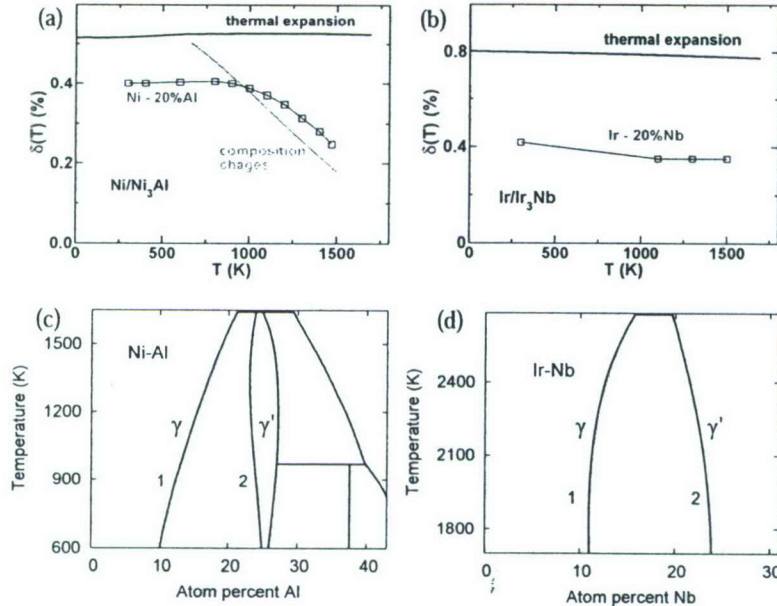 (a)
thermal expansion
Ni - 20%Al
composition
chages
Ni/Ni3Al
δ(T) (%)
0.4
0.2
0.0
0
500
1000
1500
T (K)
(b)
thermal expansion
Ir - 20%Nb
Ir/Ir3Nb
δ(T) (%)
0.8
0.4
0
0
500
1000
1500
T (K)
(c)
Ni-Al
γ
γ'
1
2
Temperature (K)
1500
1200
900
600
0
10
20
30
40
Atom percent Al
(d)
Ir-Nb
γ
γ'
1
2
Temperature (K)
2400
2100
1800
0
10
20
30
Atom percent Nb